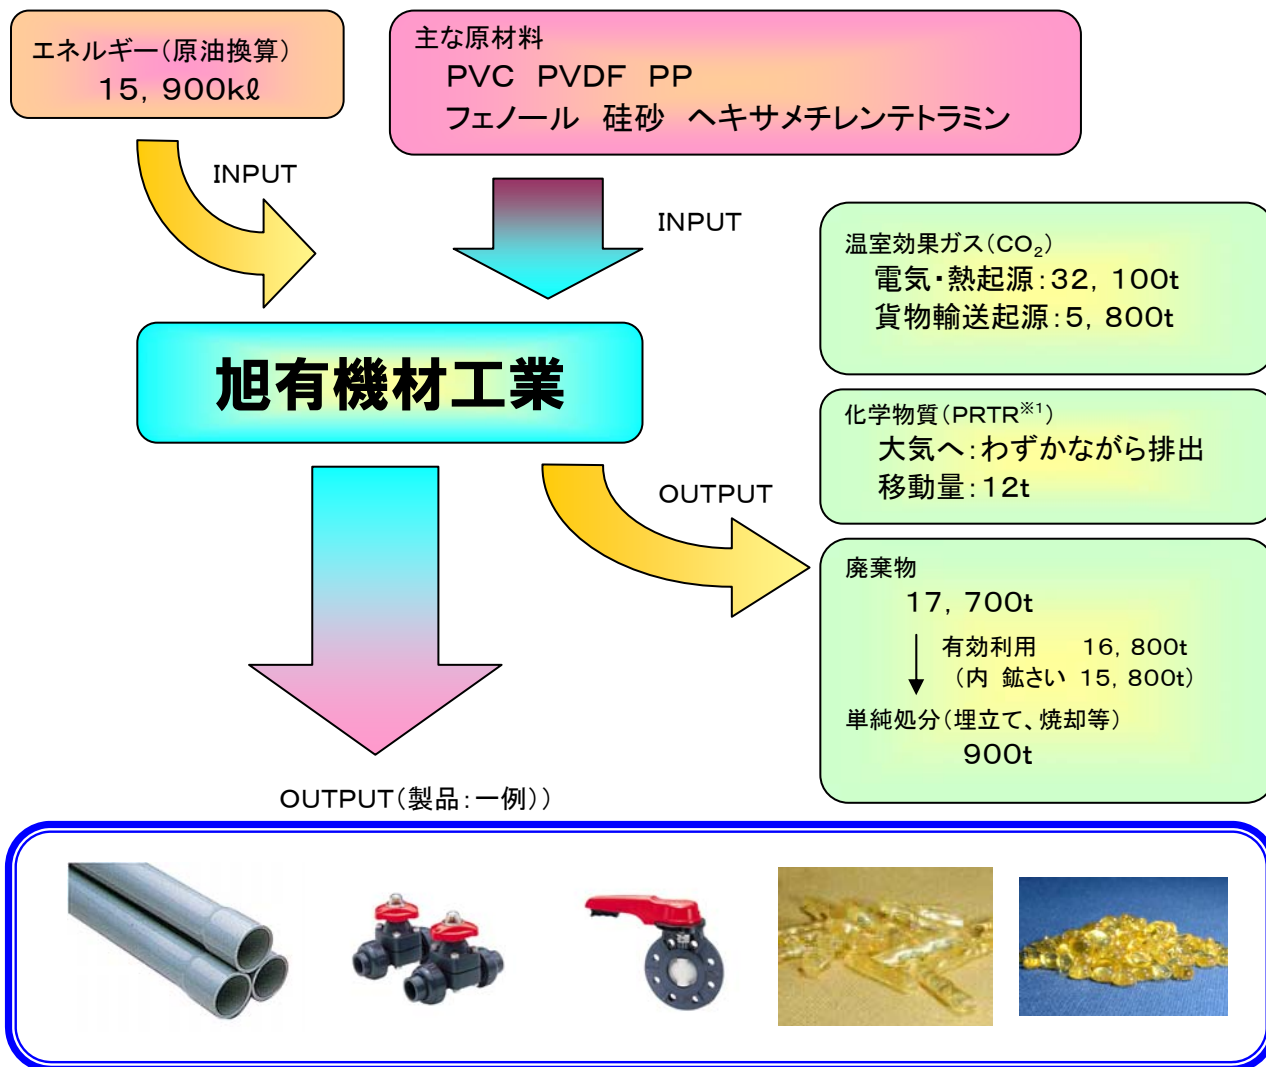 エネルギー(原油換算)
15,900kℓ
主な原材料
PVC PVDF PP
フェノール 硅砂 ヘキサメチレンテトラミン
INPUT
INPUT
旭有機材工業
温室効果ガス(CO₂)
電気・熱起源:32,100t
貨物輸送起源:5,800t
化学物質(PRTR※1)
大気へ:わずかながら排出
移動量:12t
OUTPUT
廃棄物
17,700t
有効利用 16,800t
(内 鉱さい 15,800t)
単純処分(埋立て、焼却等)
900t
OUTPUT(製品:一例))